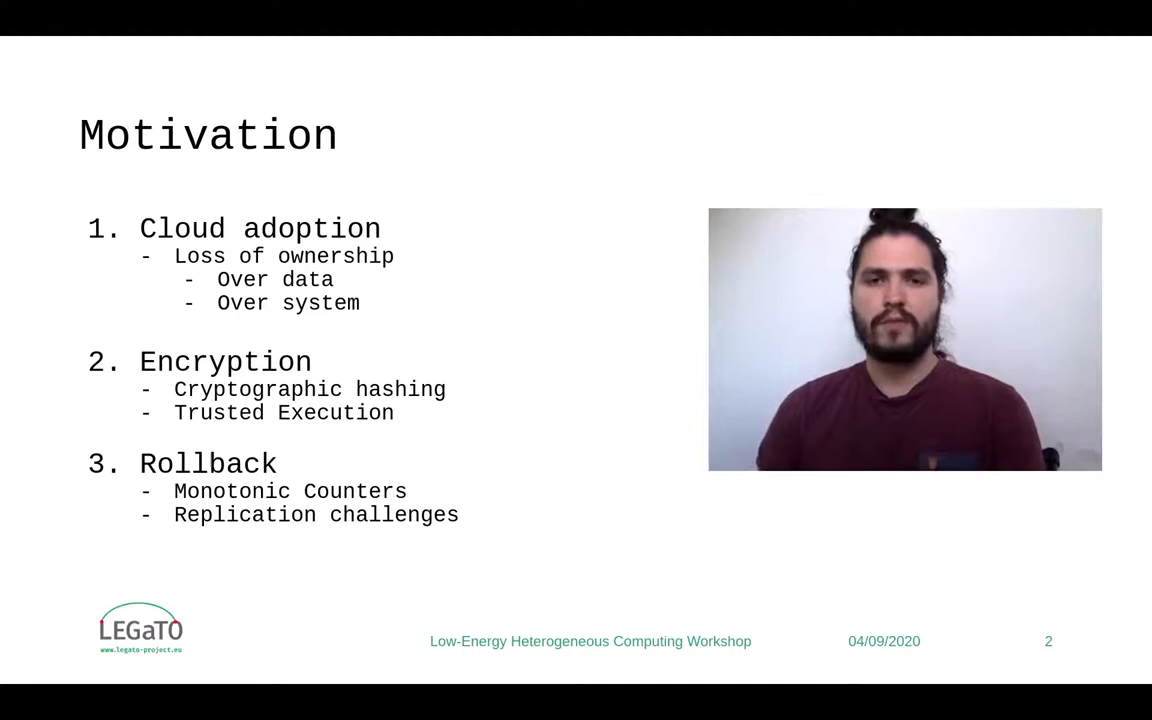 Motivation
1. Cloud adoption
- Loss of ownership
- Over data
- Over system
2. Encryption
- Cryptographic hashing
- Trusted Execution
3. Rollback
- Monotonic Counters
- Replication challenges
LEGaTO
www.legato-project.eu
Low-Energy Heterogeneous Computing Workshop
04/09/2020
2